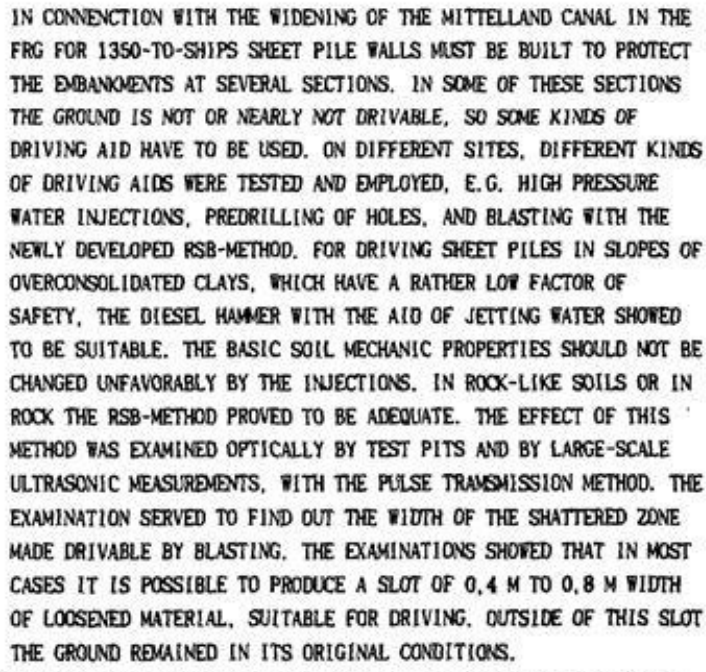 IN CONNENCTION WITH THE WIDENING OF THE MITTELLAND CANAL IN THE
FRG FOR 1350-TO-SHIPS SHEET PILE WALLS MUST BE BUILT TO PROTECT
THE EMBANKMENTS AT SEVERAL SECTIONS. IN SOME OF THESE SECTIONS
THE GROUND IS NOT OR NEARLY NOT DRIVABLE, SO SOME KINDS OF
DRIVING AID HAVE TO BE USED. ON DIFFERENT SITES, DIFFERENT KINDS
OF DRIVING AIDS WERE TESTED AND EMPLOYED, E.G. HIGH PRESSURE
WATER INJECTIONS, PREDRILLING OF HOLES, AND BLASTING WITH THE
NEWLY DEVELOPED RSB-METHOD. FOR DRIVING SHEET PILES IN SLOPES OF
OVERCONSOLIDATED CLAYS, WHICH HAVE A RATHER LOW FACTOR OF
SAFETY, THE DIESEL HAMMER WITH THE AID OF JETTING WATER SHOWED
TO BE SUITABLE. THE BASIC SOIL MECHANIC PROPERTIES SHOULD NOT BE
CHANGED UNFAVORABLY BY THE INJECTIONS. IN ROCK-LIKE SOILS OR IN
ROCK THE RSB-METHOD PROVED TO BE ADEQUATE. THE EFFECT OF THIS
METHOD WAS EXAMINED OPTICALLY BY TEST PITS AND BY LARGE-SCALE
ULTRASONIC MEASUREMENTS, WITH THE PULSE TRAMSMISSION METHOD. THE
EXAMINATION SERVED TO FIND OUT THE WIDTH OF THE SHATTERED ZONE
MADE DRIVABLE BY BLASTING. THE EXAMINATIONS SHOWED THAT IN MOST
CASES IT IS POSSIBLE TO PRODUCE A SLOT OF 0,4 M TO 0,8 M WIDTH
OF LOOSENED MATERIAL, SUITABLE FOR DRIVING. OUTSIDE OF THIS SLOT
THE GROUND REMAINED IN ITS ORIGINAL CONDITIONS.